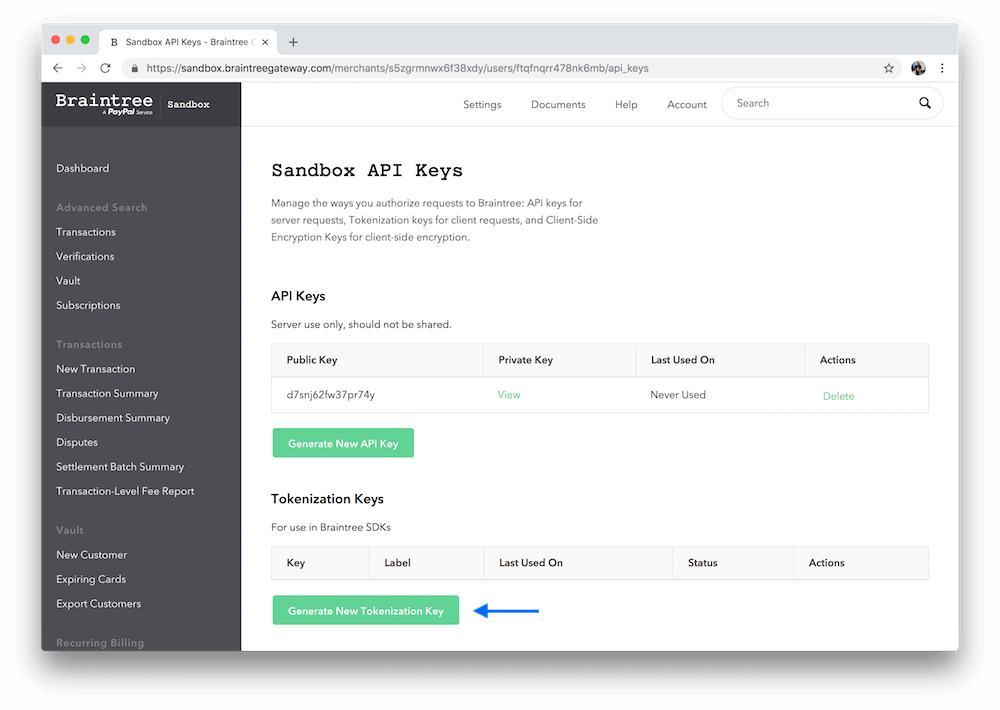 B Sandbox API Keys - Braintree
https://sandbox.braintreegateway.com/merchants/s5zgrmnwx6f38xdy/users/ftqfnqrr478nk6mb/api_keys
Braintree
A PayPal Service
Sandbox
Settings Documents Help Account Search
Dashboard
Advanced Search
Transactions
Verifications
Vault
Subscriptions
Transactions
New Transaction
Transaction Summary
Disbursement Summary
Disputes
Settlement Batch Summary
Transaction-Level Fee Report
Vault
New Customer
Expiring Cards
Export Customers
Recurring Billing
Sandbox API Keys
Manage the ways you authorize requests to Braintree: API keys for
server requests, Tokenization keys for client requests, and Client-Side
Encryption Keys for client-side encryption.
API Keys
Server use only, should not be shared.
Public Key Private Key Last Used On Actions
d7snj62fw37pr74y View Never Used Delete
Generate New API Key
Tokenization Keys
For use in Braintree SDKs
Key Label Last Used On Status Actions
Generate New Tokenization Key